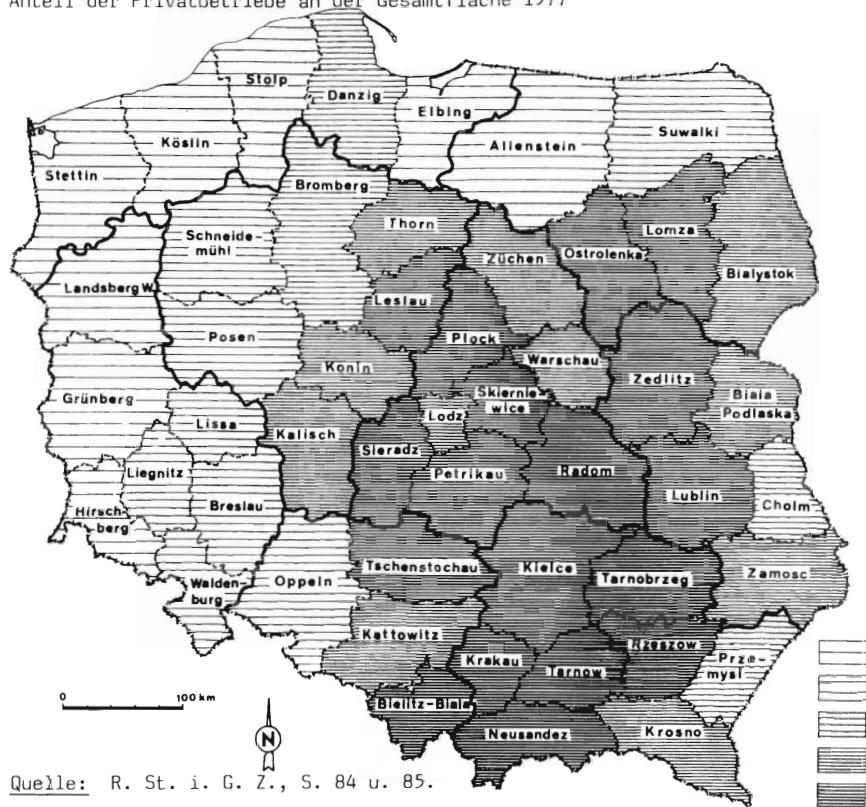 Anteil der Privatbetriebe an der Gesamtfläche 1977
Stolp
Danzig
Elbing
Köslin
Allenstein
Suwalki
Stettin
Bromberg
Thorn
Schneide-
mühl
Züchen
Ostrolenka
Lomza
Bialystok
Landsberg W.
Leslau
Posen
Plock
Konin
Warschau
Zedlitz
Grünberg
Skiernie-
wice
Biala
Podlaska
Lissa
Lodz
Kalisch
Sieradz
Liegnitz
Petrikau
Radom
Lublin
Cholm
Hirsch-
berg
Breslau
Tschenstochau
Kielce
Tarnobrzeg
Zamosc
Walden-
burg
Oppeln
Kattowitz
Krakau
Rzeszow
Prze-
mysl
Tarnow
Bielitz-Biala
Neusandez
Krosno
0 100 km
N
Quelle: R. St. i. G. Z., S. 84 u. 85.